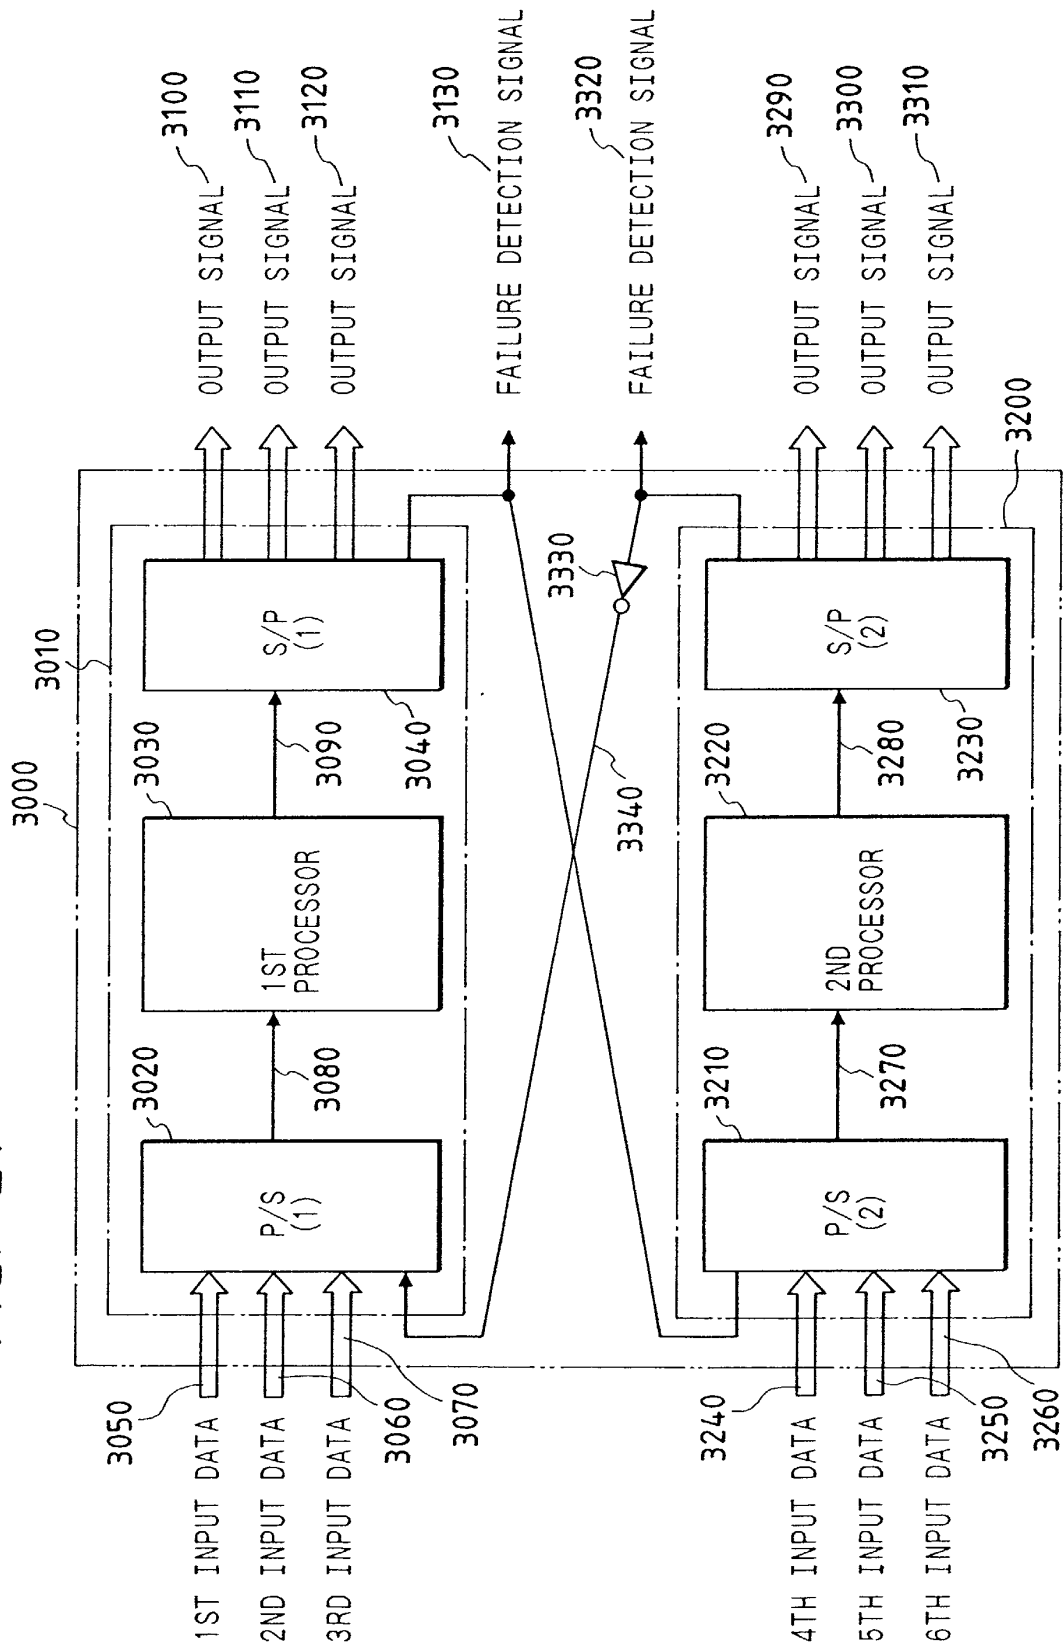 3000
3010
1ST INPUT DATA
3050
2ND INPUT DATA
3060
3RD INPUT DATA
3070
P/S
(1)
3020
3080
1ST
PROCESSOR
3030
3090
S/P
(1)
3040
OUTPUT SIGNAL
3100
OUTPUT SIGNAL
3110
OUTPUT SIGNAL
3120
FAILURE DETECTION SIGNAL
3130
3330
3340
FAILURE DETECTION SIGNAL
3320
4TH INPUT DATA
3240
5TH INPUT DATA
3250
6TH INPUT DATA
3260
P/S
(2)
3210
3270
2ND
PROCESSOR
3220
3280
S/P
(2)
3230
OUTPUT SIGNAL
3290
OUTPUT SIGNAL
3300
OUTPUT SIGNAL
3310
3200